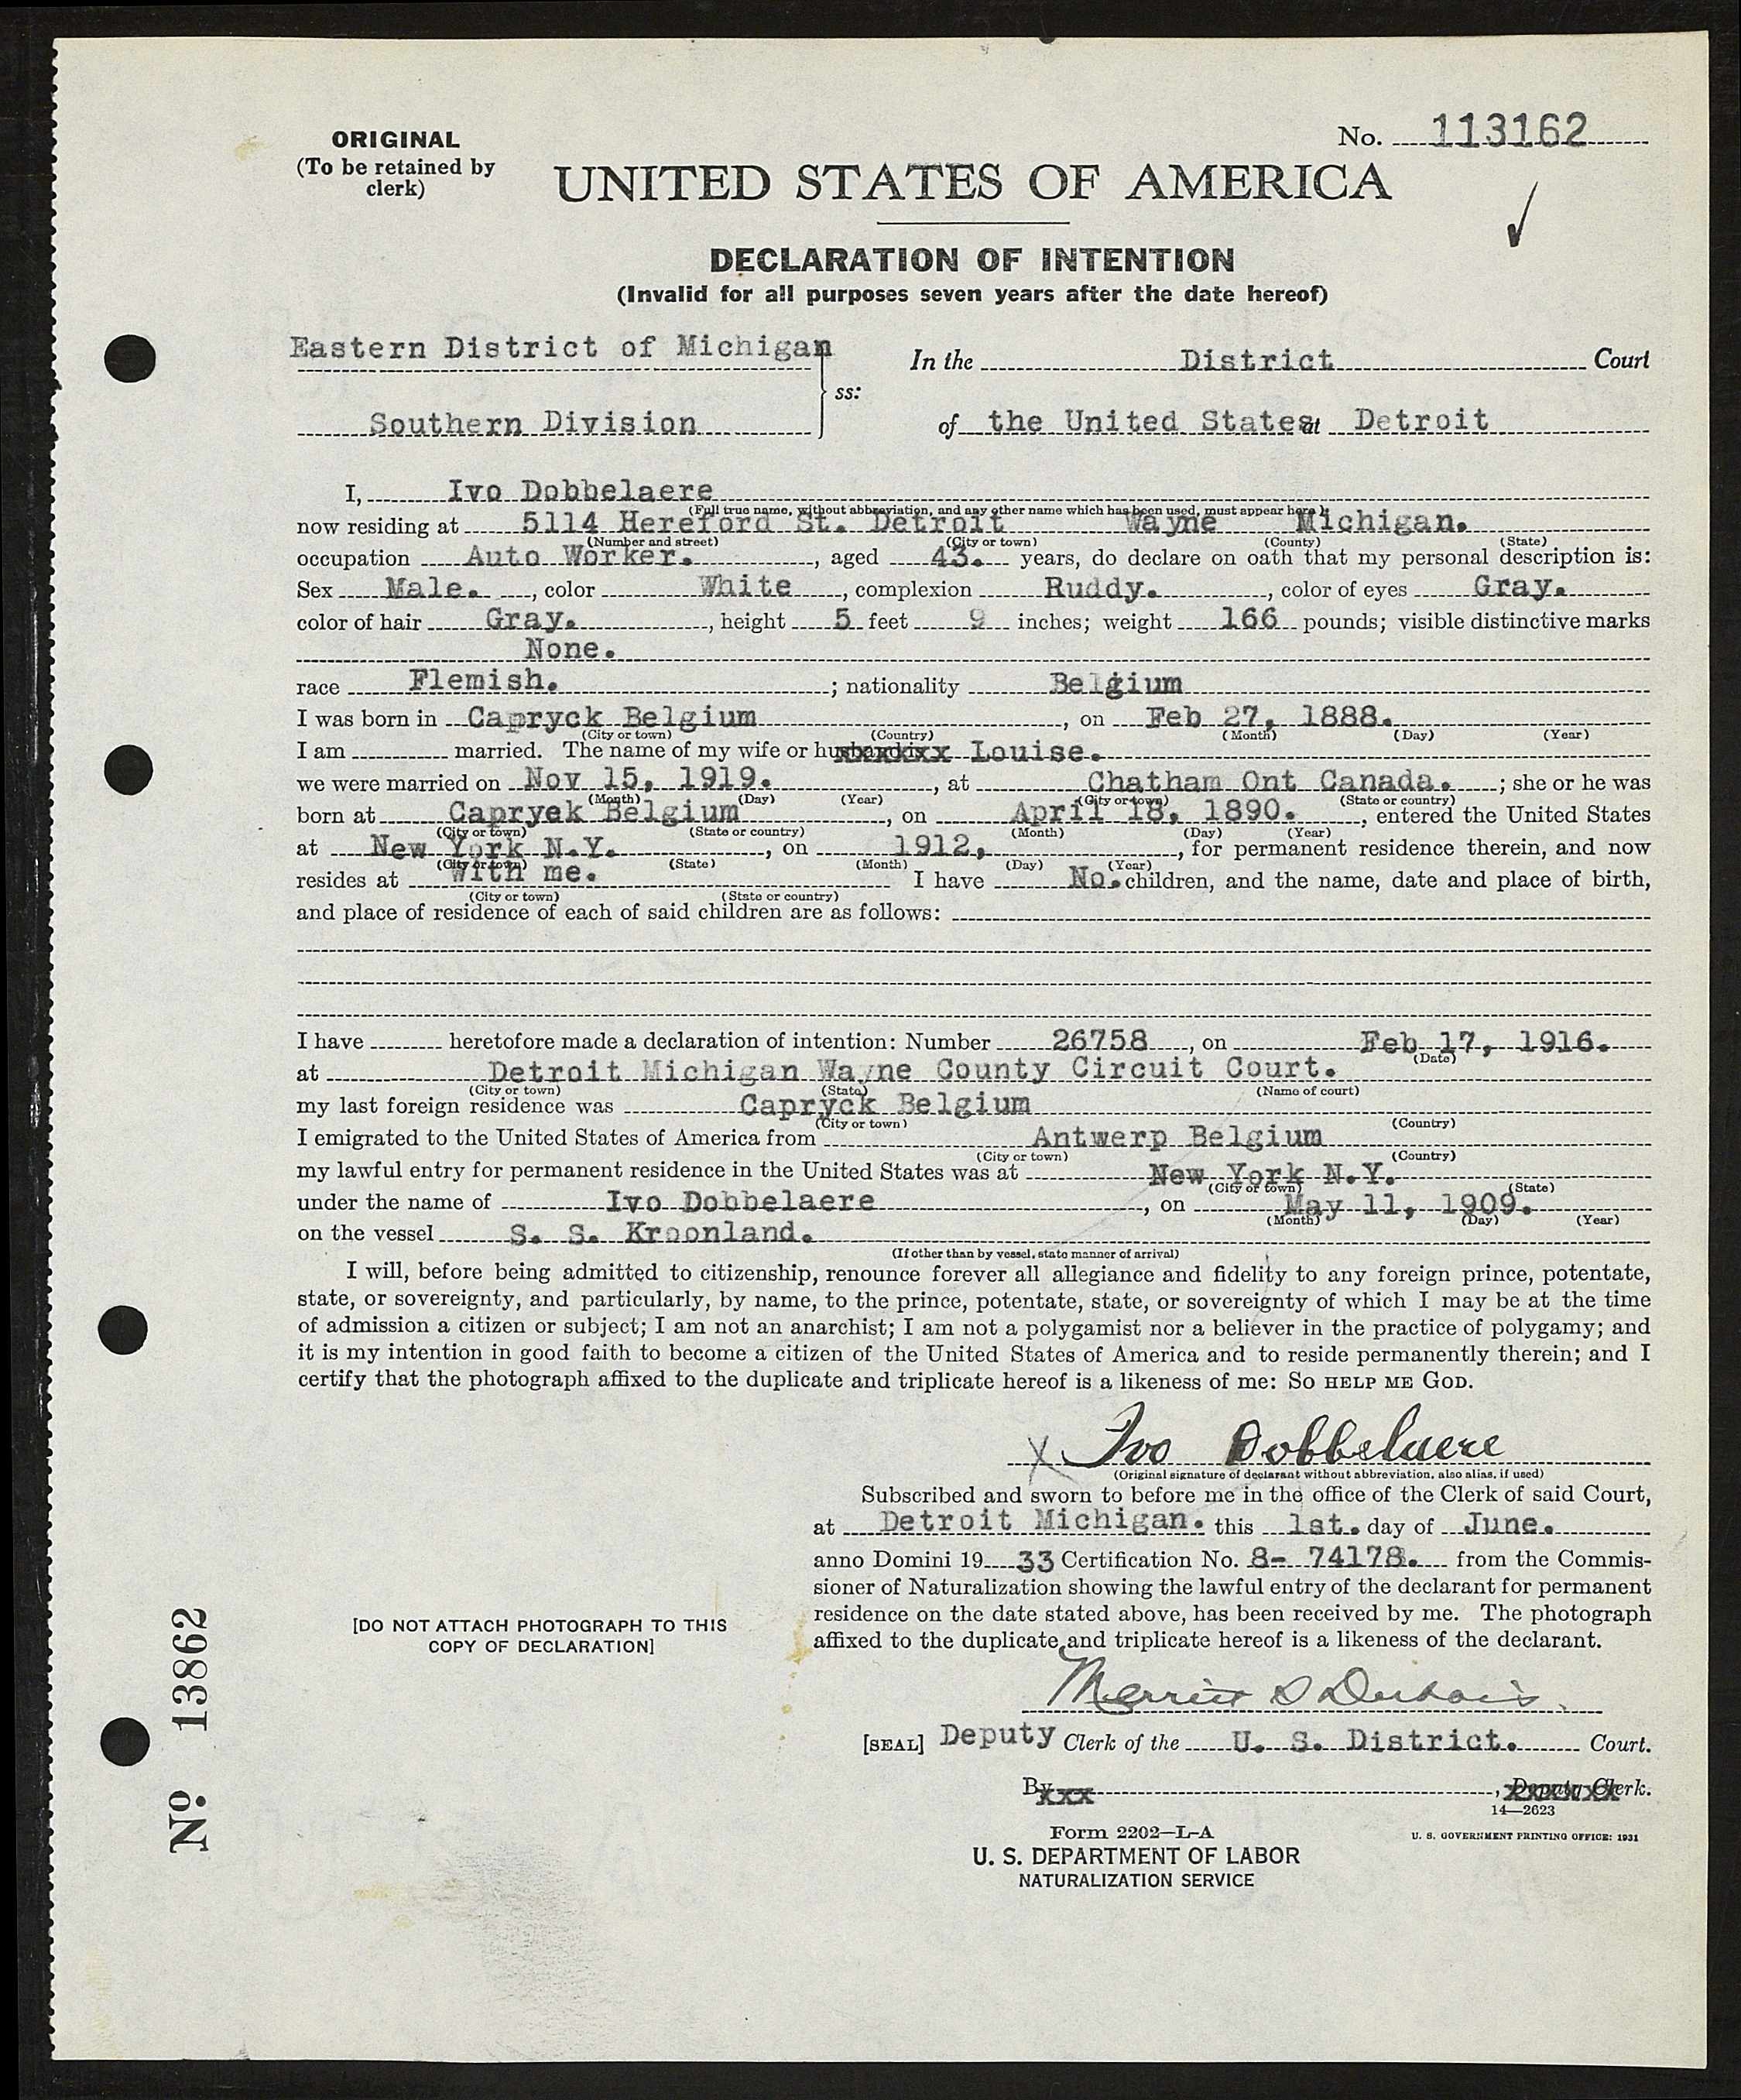 ORIGINAL
(To be retained by
clerk)
No. 113162
UNITED STATES OF AMERICA
DECLARATION OF INTENTION
(Invalid for all purposes seven years after the date hereof)
Eastern District of Michigan
Southern Division
ss:
In the District Court
of the United States at Detroit
I, Ivo Dobbelaere
(Full true name, without abbreviation, and any other name which has been used, must appear here)
now residing at 5114 Hereford St. Detroit Wayne Michigan.
(Number and street) (City or town) (County) (State)
occupation Auto Worker. , aged 43. years, do declare on oath that my personal description is:
Sex Male. , color White , complexion Ruddy. , color of eyes Gray.
color of hair Gray. , height 5 feet 9 inches; weight 166 pounds; visible distinctive marks
None.
race Flemish. ; nationality Belgium
I was born in Capryck Belgium , on Feb 27, 1888.
(City or town) (Country) (Month) (Day) (Year)
I am married. The name of my wife or husband is xxxxxxx Louise.
we were married on Nov 15, 1919. , at Chatham Ont Canada. ; she or he was
(Month) (Day) (Year) (City or town) (State or country)
born at Capryek Belgium , on April 18, 1890. , entered the United States
(City or town) (State or country) (Month) (Day) (Year)
at New York N.Y. , on 1912, , for permanent residence therein, and now
(City or town) (State) (Month) (Day) (Year)
resides at With me. I have No. children, and the name, date and place of birth,
(City or town) (State or country)
and place of residence of each of said children are as follows:
I have heretofore made a declaration of intention: Number 26758 , on Feb 17, 1916.
(Date)
at Detroit Michigan Wayne County Circuit Court.
(City or town) (State) (Name of court)
my last foreign residence was Capryck Belgium
(City or town) (Country)
I emigrated to the United States of America from Antwerp Belgium
(City or town) (Country)
my lawful entry for permanent residence in the United States was at New York N.Y.
(City or town) (State)
under the name of Ivo Dobbelaere , on May 11, 1909.
(Month) (Day) (Year)
on the vessel S. S. Kroonland.
(If other than by vessel, state manner of arrival)
I will, before being admitted to citizenship, renounce forever all allegiance and fidelity to any foreign prince, potentate,
state, or sovereignty, and particularly, by name, to the prince, potentate, state, or sovereignty of which I may be at the time
of admission a citizen or subject; I am not an anarchist; I am not a polygamist nor a believer in the practice of polygamy; and
it is my intention in good faith to become a citizen of the United States of America and to reside permanently therein; and I
certify that the photograph affixed to the duplicate and triplicate hereof is a likeness of me: So HELP ME GOD.
X Ivo Dobbelaere
(Original signature of declarant without abbreviation, also alias, if used)
Subscribed and sworn to before me in the office of the Clerk of said Court,
at Detroit Michigan. this 1st. day of June.
anno Domini 19 33 Certification No. 8- 74178. from the Commis-
sioner of Naturalization showing the lawful entry of the declarant for permanent
residence on the date stated above, has been received by me. The photograph
affixed to the duplicate and triplicate hereof is a likeness of the declarant.
[DO NOT ATTACH PHOTOGRAPH TO THIS
COPY OF DECLARATION]
Merritt D
[SEAL] Deputy Clerk of the U. S. District. Court.
By xxx , Deputy Clerk.
14—2623
Form 2202—L-A
U. S. GOVERNMENT PRINTING OFFICE: 1931
U. S. DEPARTMENT OF LABOR
NATURALIZATION SERVICE
No. 13862